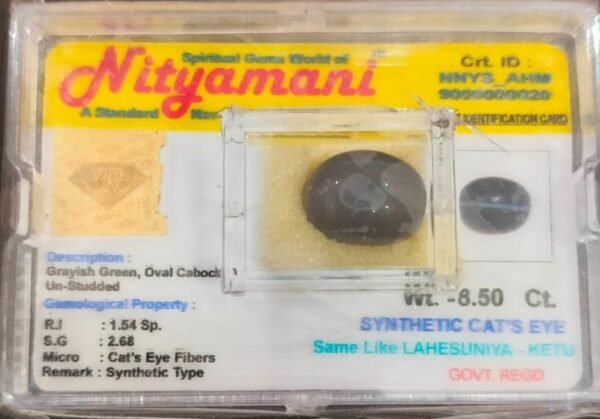 Spiritual Gems World of
Nityamani
A Standard
Crt. ID :
NNYS_AHM
9000000020
IDENTIFICATION CARD
Description :
Grayish Green, Oval Caboch
Un-Studded
Gemological Property :
R.I : 1.54 Sp.
S.G : 2.68
Micro : Cat's Eye Fibers
Remark : Synthetic Type
Wt. -8.50 Ct.
SYNTHETIC CAT'S EYE
Same Like LAHESUNIYA - KETU
GOVT. REGD